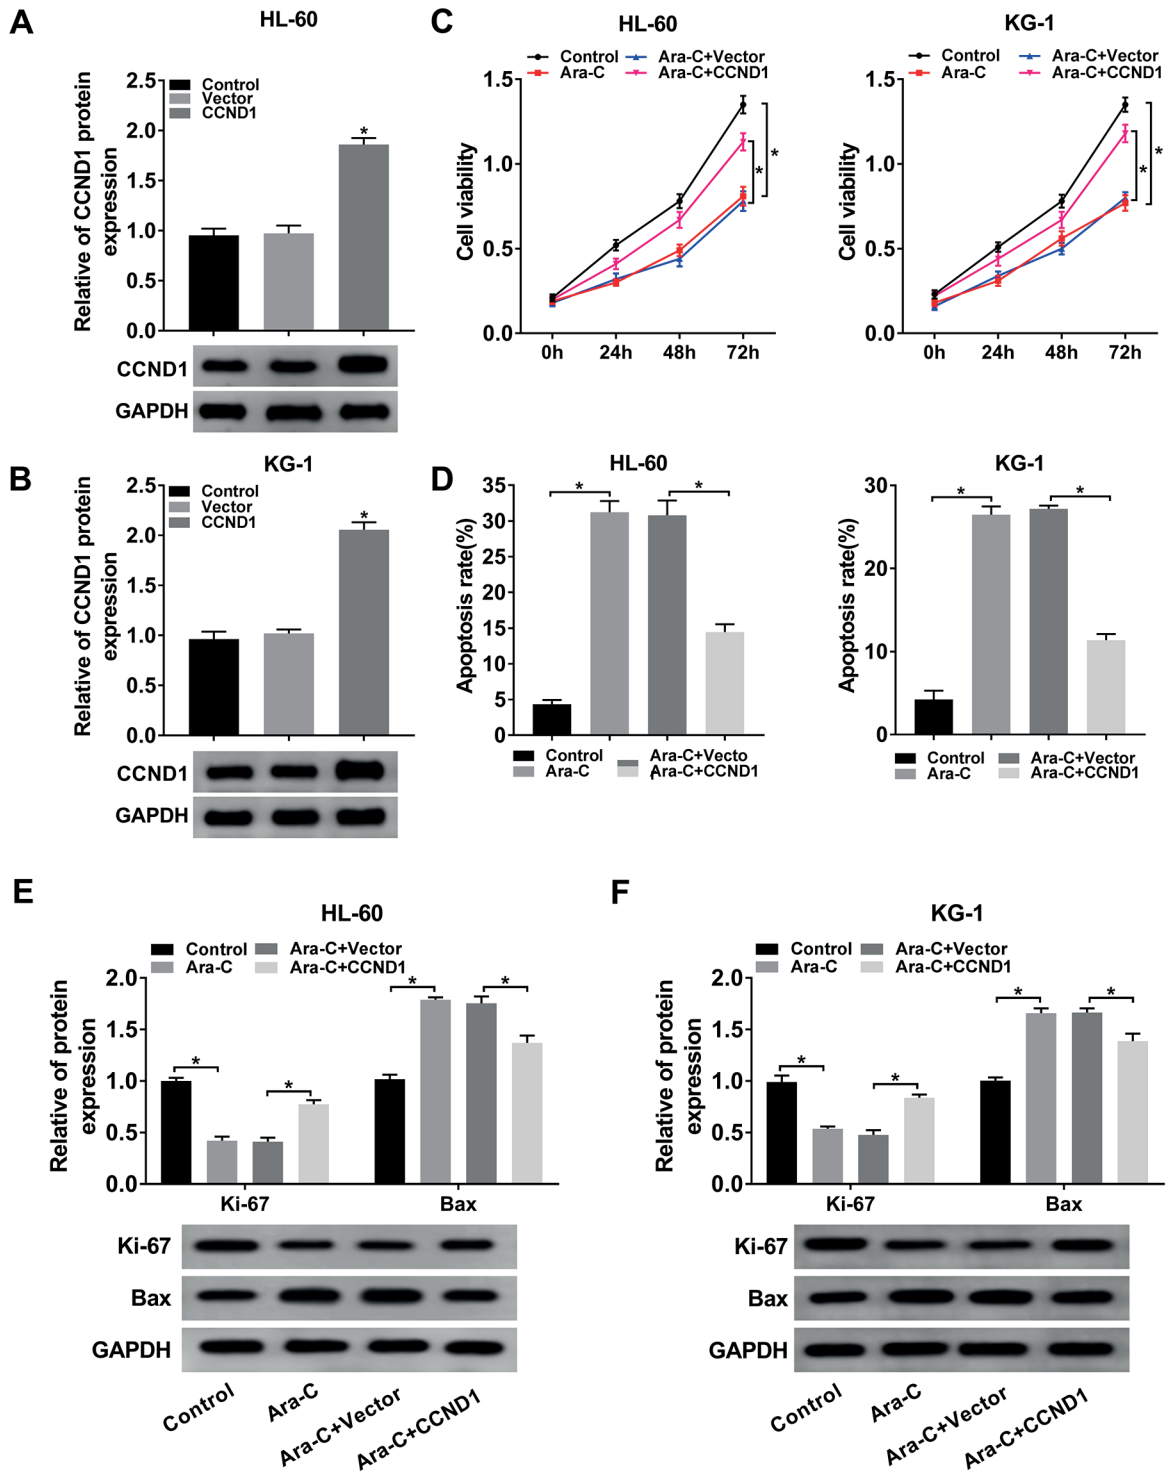 A
HL-60
Relative of CCND1 protein
expression
Control
Vector
CCND1
2.5
2.0
1.5
1.0
0.5
0.0
*
CCND1
GAPDH
B
KG-1
Relative of CCND1 protein
expression
Control
Vector
CCND1
2.5
2.0
1.5
1.0
0.5
0.0
*
CCND1
GAPDH
C
HL-60
Control
Ara-C+Vector
Ara-C
Ara-C+CCND1
Cell viability
1.5
1.0
0.5
0.0
0h 24h 48h 72h
* *
KG-1
Control
Ara-C+Vector
Ara-C
Ara-C+CCND1
Cell viability
1.5
1.0
0.5
0.0
0h 24h 48h 72h
* *
D
HL-60
Apoptosis rate(%)
35
30
25
20
15
10
5
0
* *
Control
Ara-C+Vecto
Ara-C
Ara-C+CCND1
KG-1
Apoptosis rate(%)
30
20
10
0
* *
Control
Ara-C+Vector
Ara-C
Ara-C+CCND1
E
HL-60
Control
Ara-C+Vector
Ara-C
Ara-C+CCND1
Relative of protein
expression
2.0
1.5
1.0
0.5
0.0
* * * *
Ki-67 Bax
Ki-67
Bax
GAPDH
Control Ara-C Ara-C+Vector Ara-C+CCND1
F
KG-1
Control
Ara-C+Vector
Ara-C
Ara-C+CCND1
Relative of protein
expression
2.0
1.5
1.0
0.5
0.0
* * * *
Ki-67 Bax
Ki-67
Bax
GAPDH
Control Ara-C Ara-C+Vector Ara-C+CCND1